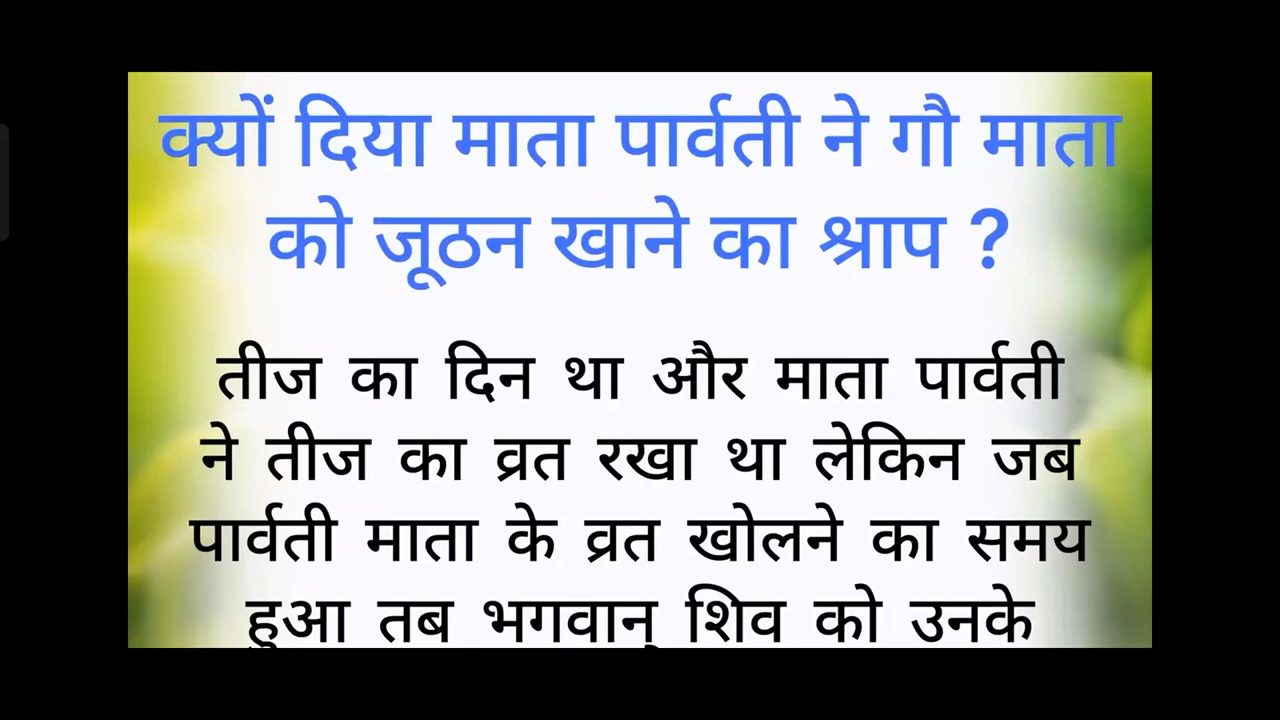 क्यों दिया माता पार्वती ने गौ माता
को जूठन खाने का श्राप ?
तीज का दिन था और माता पार्वती
ने तीज का व्रत रखा था लेकिन जब
पार्वती माता के व्रत खोलने का समय
हुआ तब भगवान् शिव को उनके